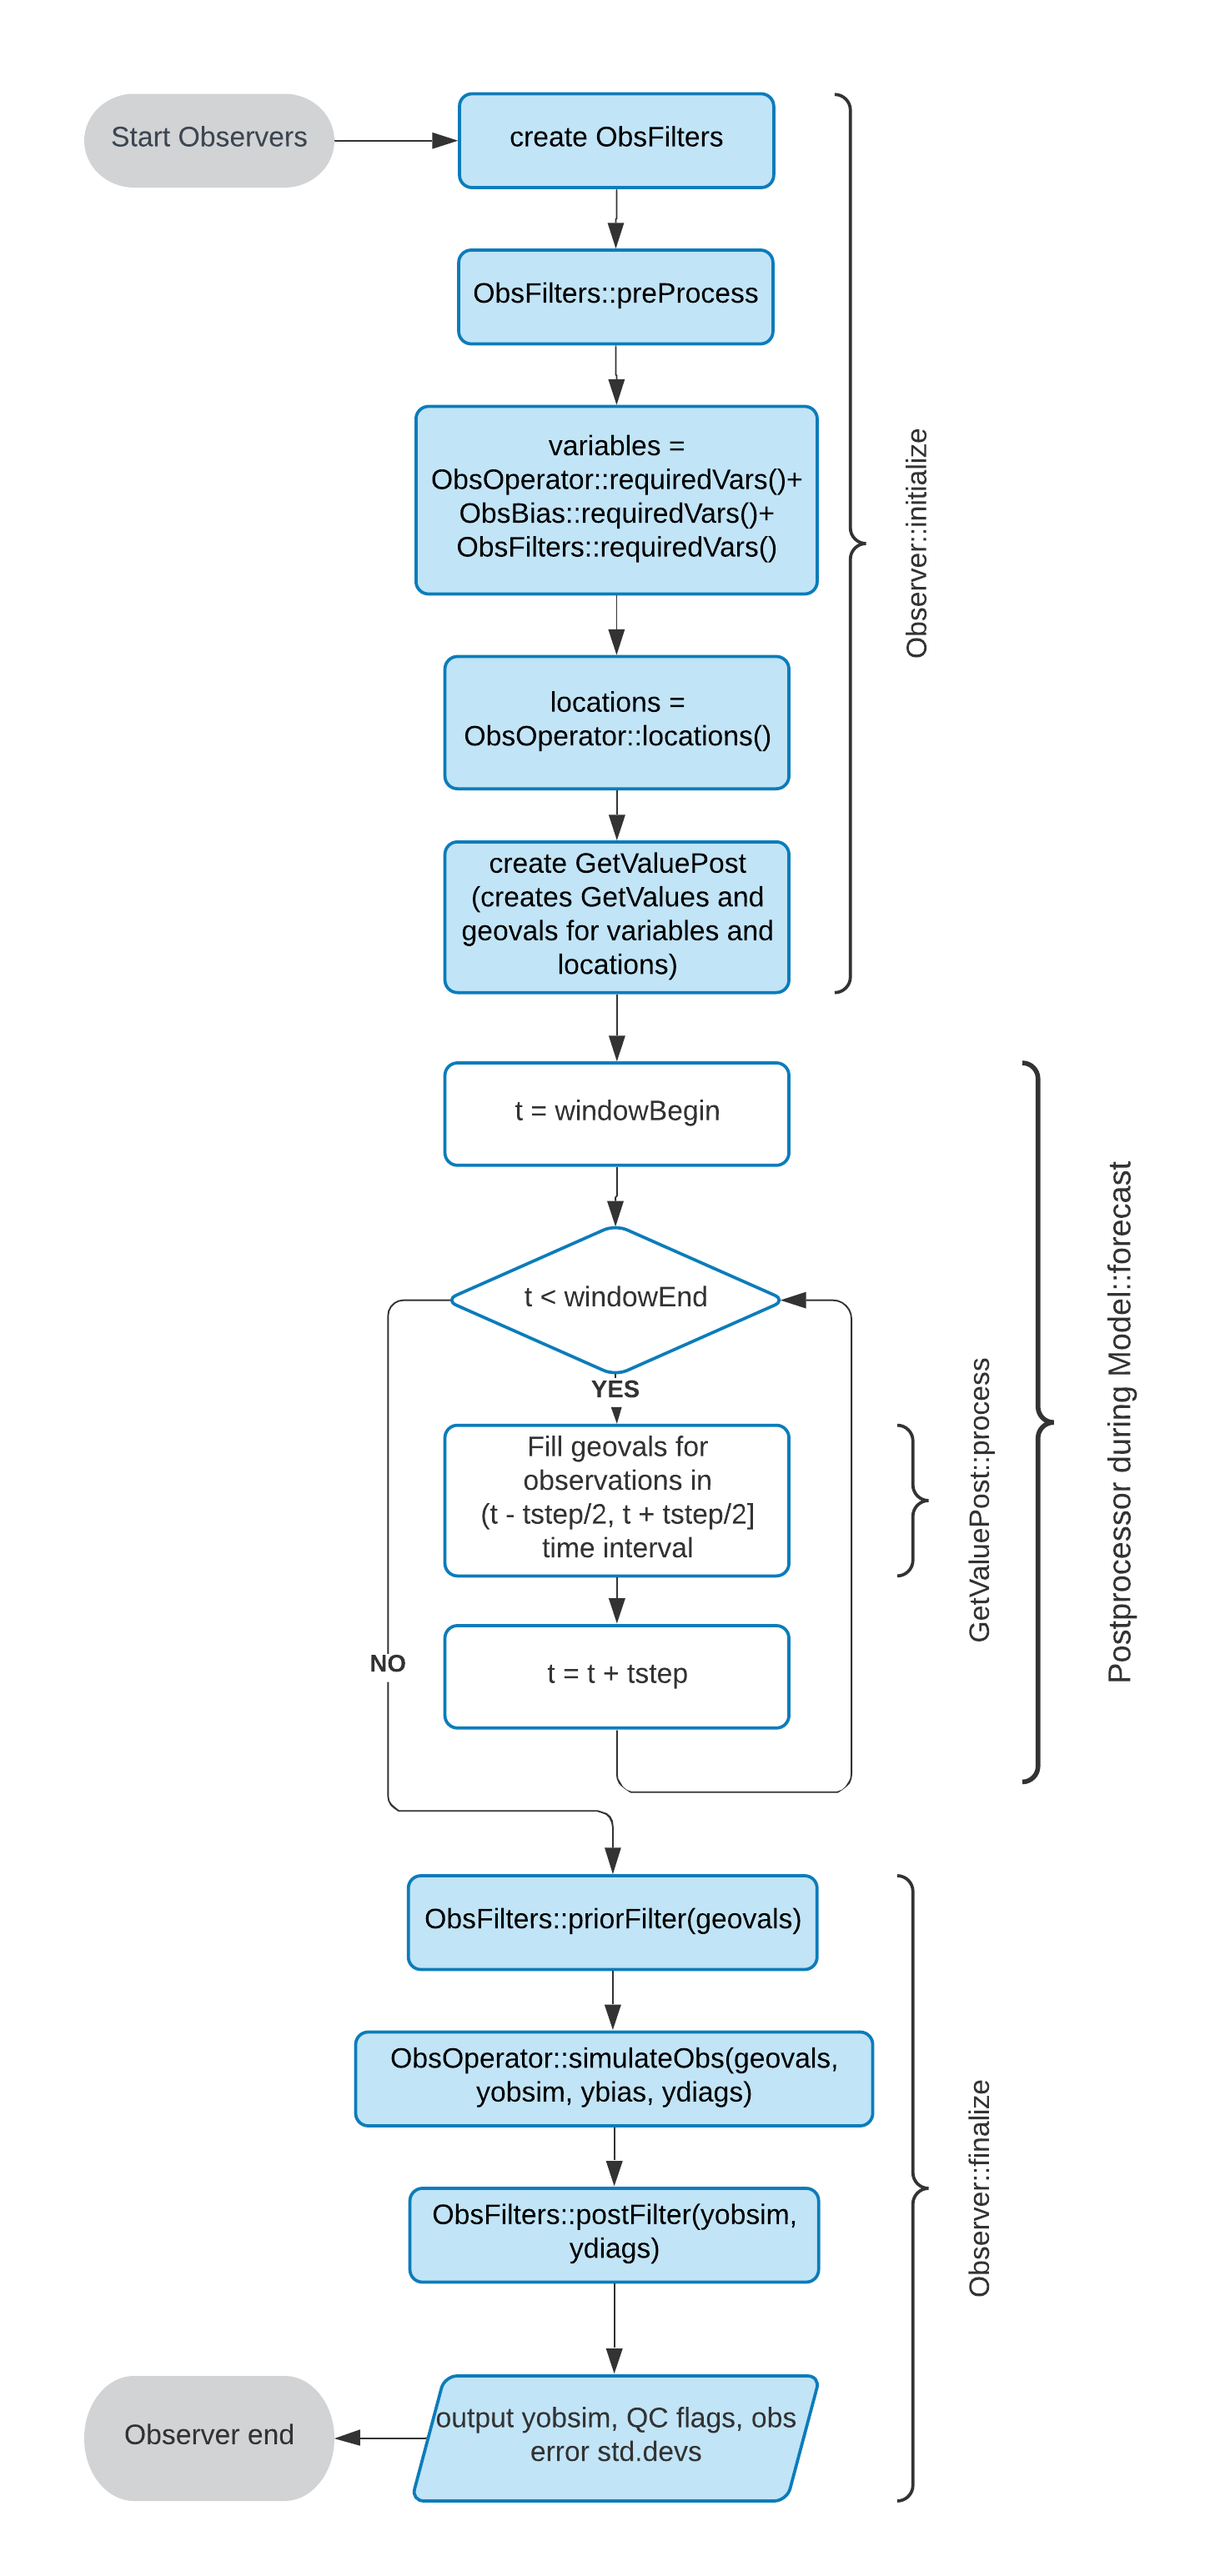 Start Observers
create ObsFilters
ObsFilters::preProcess
variables =
ObsOperator::requiredVars()+
ObsBias::requiredVars()+
ObsFilters::requiredVars()
locations =
ObsOperator::locations()
create GetValuePost
(creates GetValues and
geovals for variables and
locations)
Observer::initialize
t = windowBegin
t < windowEnd
YES
Fill geovals for
observations in
(t - tstep/2, t + tstep/2]
time interval
t = t + tstep
NO
GetValuePost::process
Postprocessor during Model::forecast
ObsFilters::priorFilter(geovals)
ObsOperator::simulateObs(geovals,
yobsim, ybias, ydiags)
ObsFilters::postFilter(yobsim,
ydiags)
output yobsim, QC flags, obs
error std.devs
Observer::finalize
Observer end